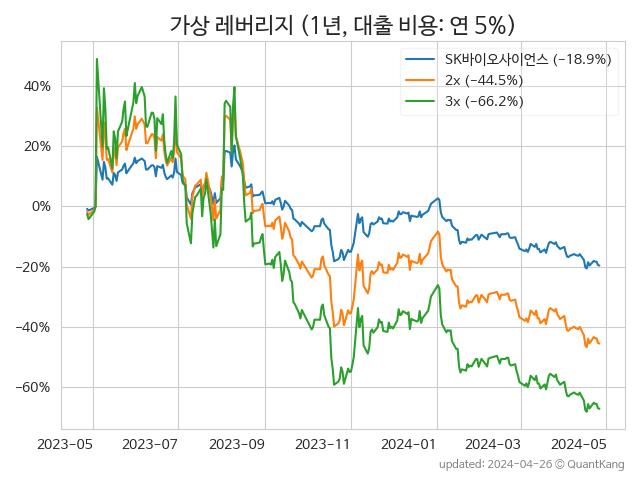 가상 레버리지 (1년, 대출 비용: 연 5%)
SK바이오사이언스 (−18.9%)
2x (−44.5%)
3x (−66.2%)
40%
20%
0%
−20%
−40%
−60%
2023-05 2023-07 2023-09 2023-11 2024-01 2024-03 2024-05
updated: 2024-04-26 © QuantKang